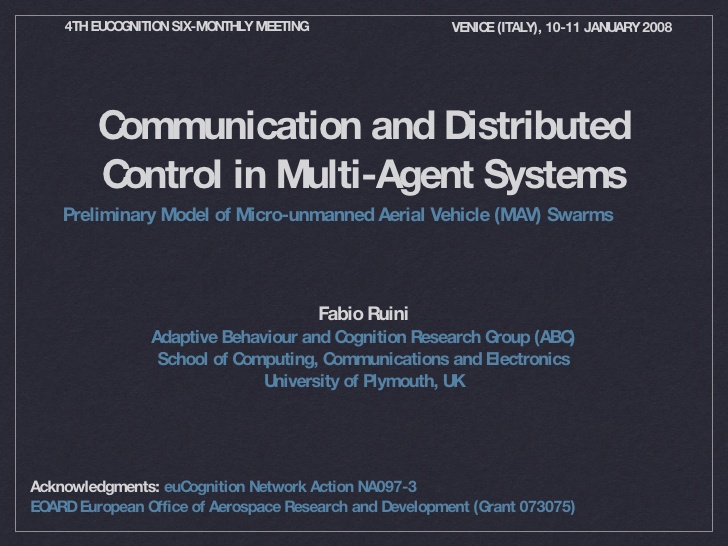 4TH EUCOGNITION SIX-MONTHLY MEETING
VENICE (ITALY), 10-11 JANUARY 2008
Communication and Distributed
Control in Multi-Agent Systems
Preliminary Model of Micro-unmanned Aerial Vehicle (MAV) Swarms
Fabio Ruini
Adaptive Behaviour and Cognition Research Group (ABC)
School of Computing, Communications and Electronics
University of Plymouth, UK
Acknowledgments: euCognition Network Action NA097-3
EOARD European Office of Aerospace Research and Development (Grant 073075)